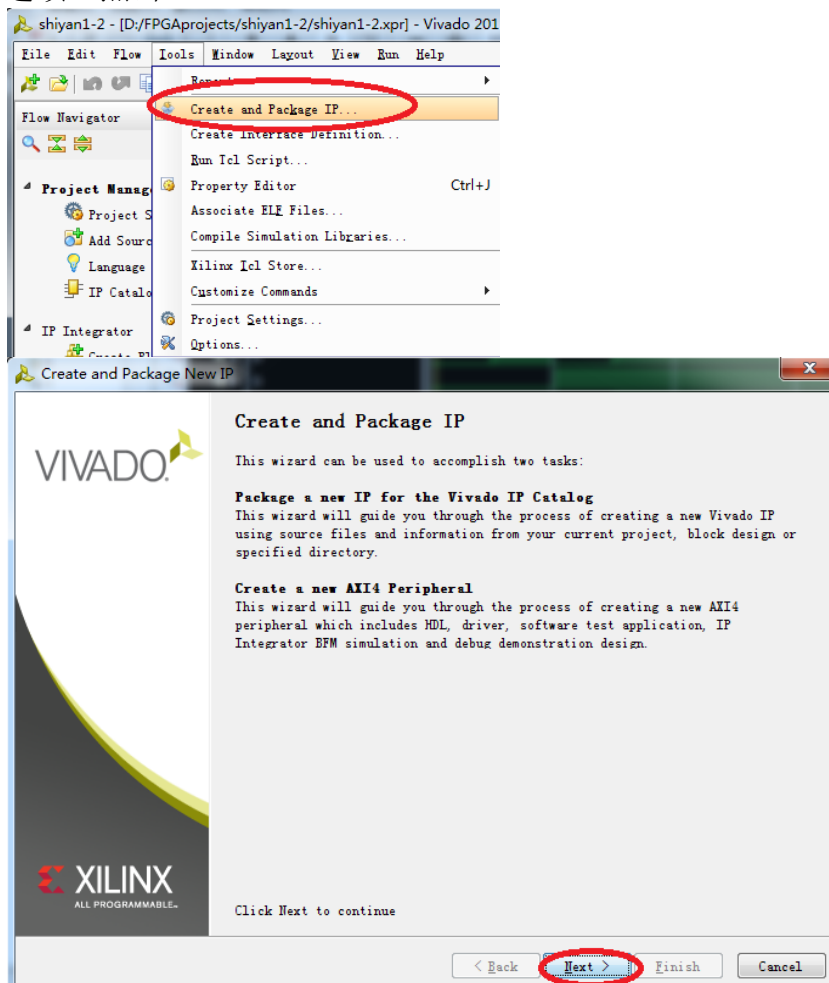 shiyan1-2 - [D:/FPGAprojects/shiyan1-2/shiyan1-2.xpr] - Vivado 201
File Edit Flow Tools Window Layout View Run Help
Flow Navigator
Create and Package IP...
Create Interface Definition...
Run Tcl Script...
Project Manag
Property Editor Ctrl+J
Project S
Associate ELF Files...
Add Sourc
Compile Simulation Libraries...
Language
Xilinx Tcl Store...
IP Catalo
Customize Commands
IP Integrator
Project Settings...
Options...
Create and Package New IP
VIVADO
Create and Package IP
This wizard can be used to accomplish two tasks:
Package a new IP for the Vivado IP Catalog
This wizard will guide you through the process of creating a new Vivado IP
using source files and information from your current project, block design or
specified directory.
Create a new AXI4 Peripheral
This wizard will guide you through the process of creating a new AXI4
peripheral which includes HDL, driver, software test application, IP
Integrator BFM simulation and debug demonstration design.
XILINX
ALL PROGRAMMABLE
Click Next to continue
< Back Next > Finish Cancel